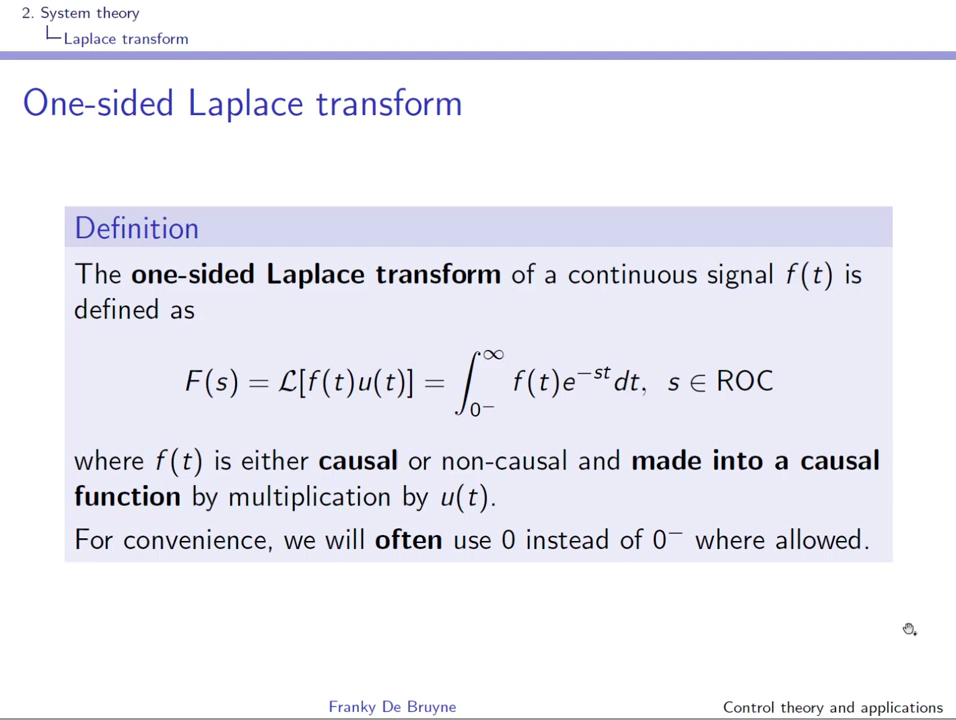 2. System theory
Laplace transform
One-sided Laplace transform
Definition
The one-sided Laplace transform of a continuous signal f(t) is
defined as
F(s) = ℒ[f(t)u(t)] = ∫_{0⁻}^{∞} f(t)e^{−st}dt, s ∈ ROC
where f(t) is either causal or non-causal and made into a causal
function by multiplication by u(t).
For convenience, we will often use 0 instead of 0⁻ where allowed.
Franky De Bruyne
Control theory and applications